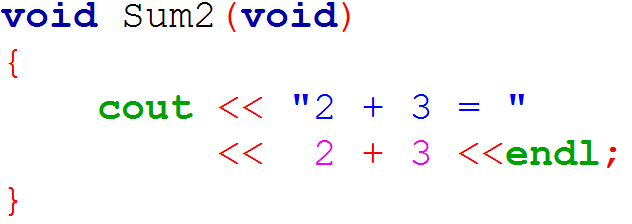 void Sum2(void)
{
    cout << "2 + 3 = "
         <<  2 + 3 <<endl;
}